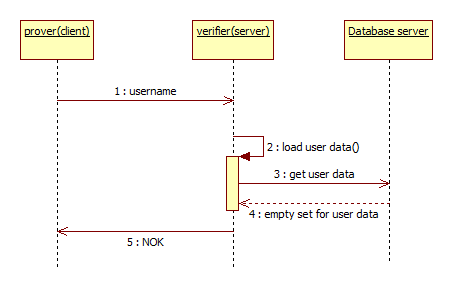 prover(client)
verifier(server)
Database server
1 : username
2 : load user data()
3 : get user data
4 : empty set for user data
5 : NOK